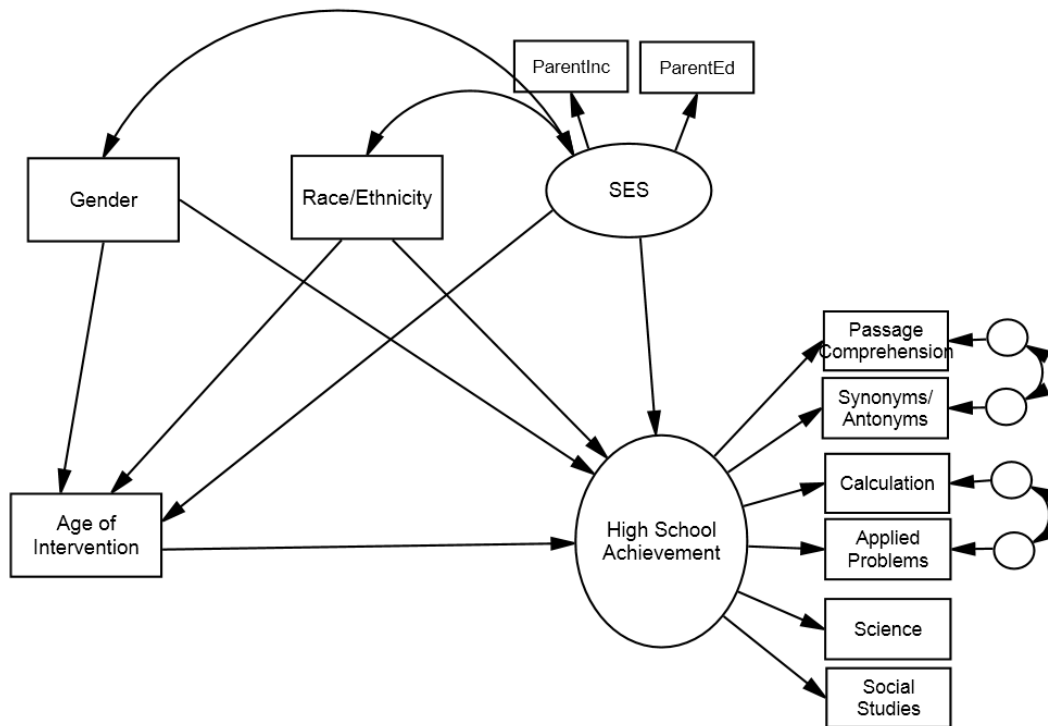 ParentInc
ParentEd
Gender
Race/Ethnicity
SES
Passage
Comprehension
Synonyms/
Antonyms
Calculation
Age of
Intervention
High School
Achievement
Applied
Problems
Science
Social
Studies